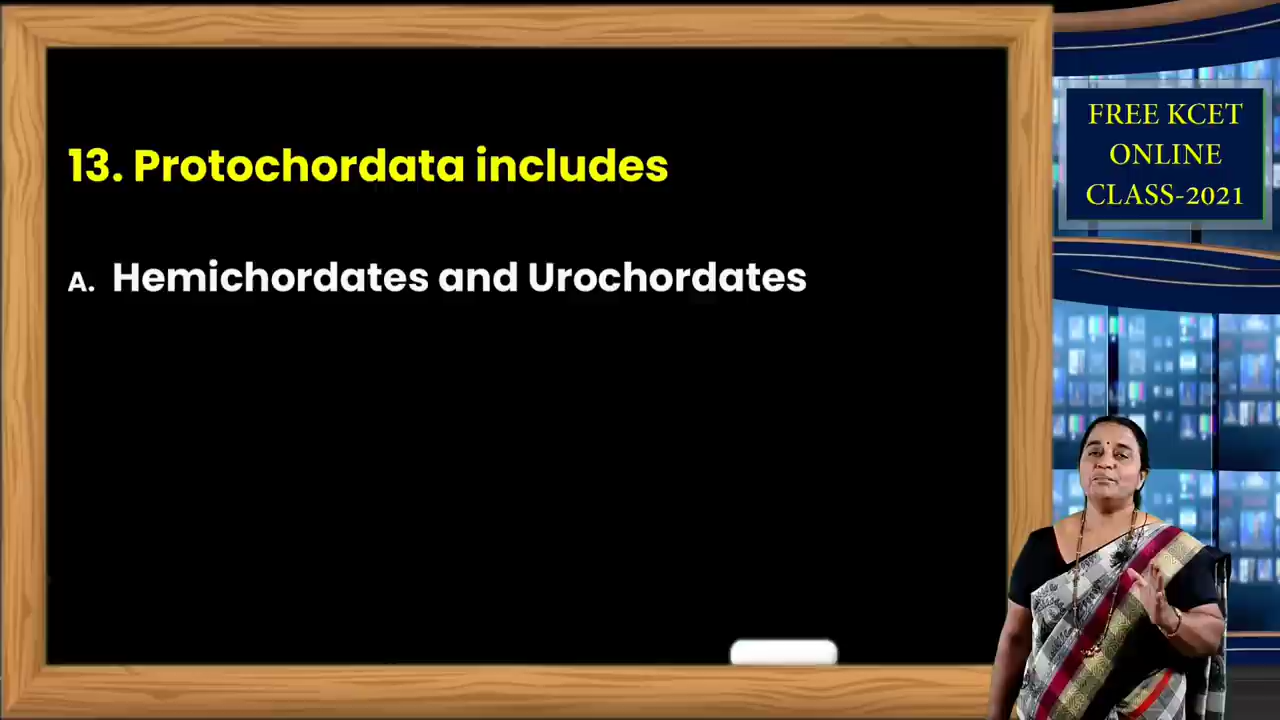 13. Protochordata includes
A. Hemichordates and Urochordates
FREE KCET
ONLINE
CLASS-2021